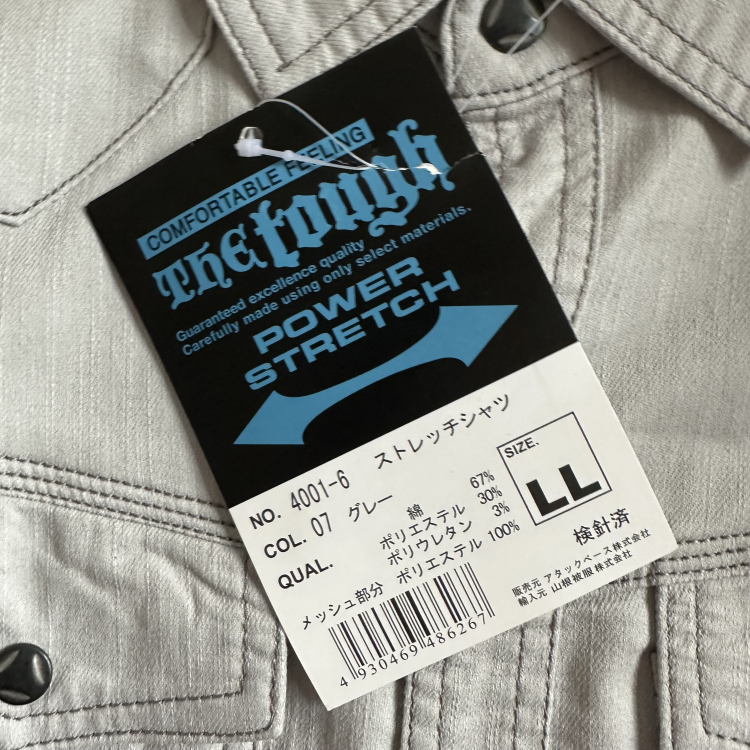 COMFORTABLE FEELING
The tough
Guaranteed excellence quality
Carefully made using only select materials.
POWER
STRETCH
NO. 4001-6 ストレッチシャツ
COL. 07 グレー
QUAL. 綿 67%
ポリエステル 30%
ポリウレタン 3%
メッシュ部分 ポリエステル 100%
SIZE.
LL
検針済
販売元 アタックベース株式会社
輸入元 山根被服株式会社
4 930469 486267